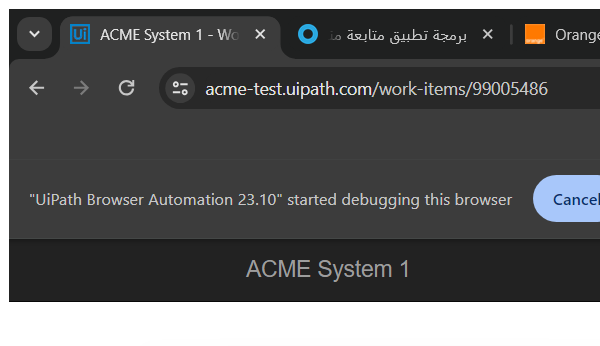 Ui ACME System 1 - Wo برمجة تطبيق متابعة Orange
acme-test.uipath.com/work-items/99005486
"UiPath Browser Automation 23.10" started debugging this browser Cancel
ACME System 1